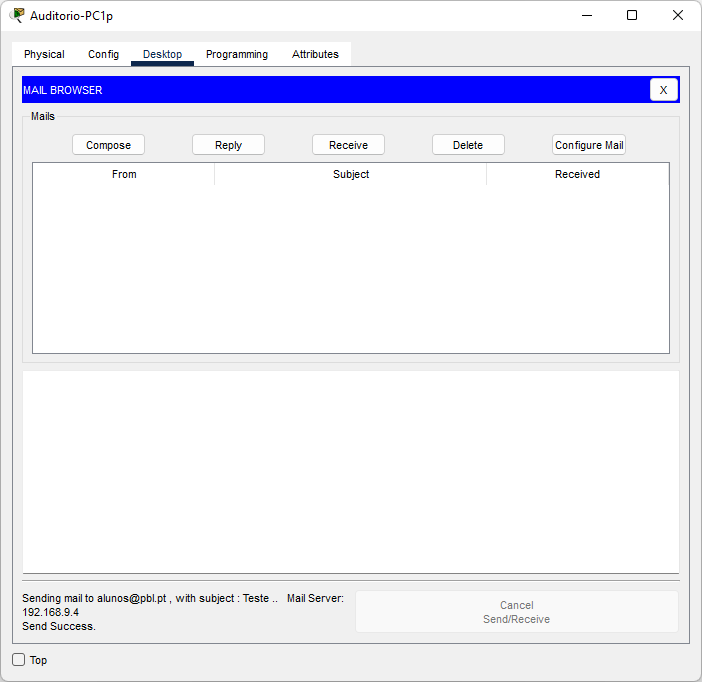 Auditorio-PC1p
Physical Config Desktop Programming Attributes
MAIL BROWSER X
Mails
Compose Reply Receive Delete Configure Mail
From Subject Received
Sending mail to alunos@pbl.pt , with subject : Teste .. Mail Server:
192.168.9.4
Send Success.
Cancel
Send/Receive
Top